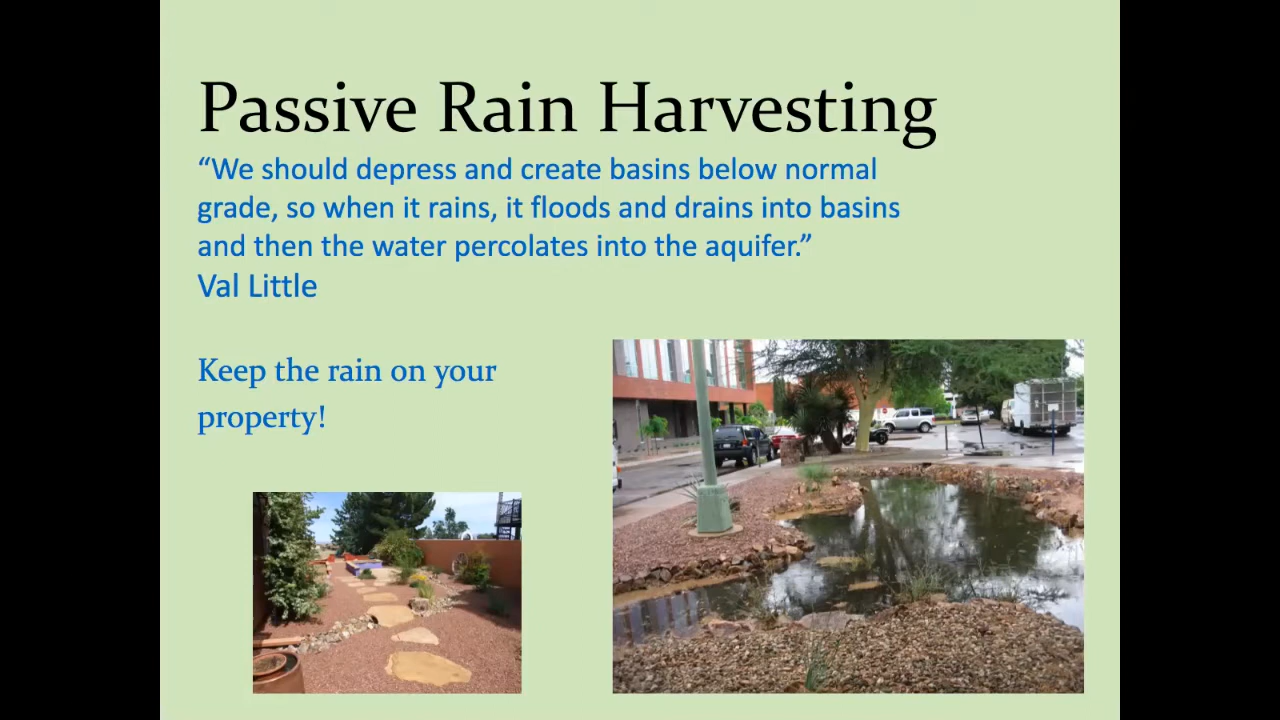 Passive Rain Harvesting
“We should depress and create basins below normal
grade, so when it rains, it floods and drains into basins
and then the water percolates into the aquifer.”
Val Little
Keep the rain on your
property!